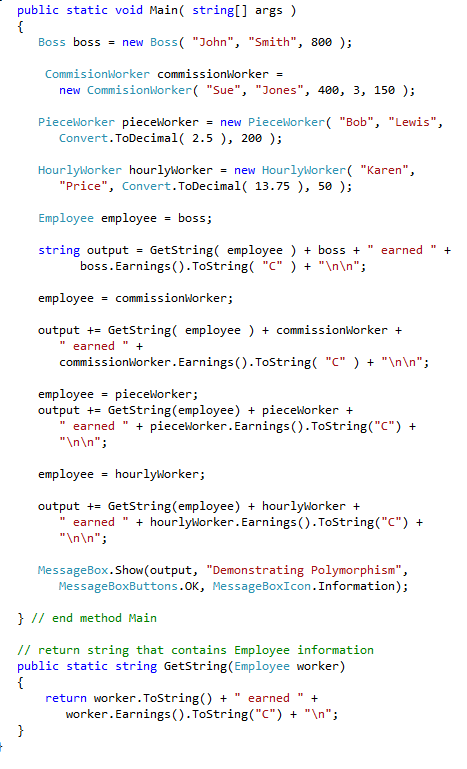 public static void Main( string[] args )
{
Boss boss = new Boss( "John", "Smith", 800 );
CommisionWorker commissionWorker =
new CommisionWorker( "Sue", "Jones", 400, 3, 150 );
PieceWorker pieceWorker = new PieceWorker( "Bob", "Lewis",
Convert.ToDecimal( 2.5 ), 200 );
HourlyWorker hourlyWorker = new HourlyWorker( "Karen",
"Price", Convert.ToDecimal( 13.75 ), 50 );
Employee employee = boss;
string output = GetString( employee ) + boss + " earned " +
boss.Earnings().ToString( "C" ) + "\n\n";
employee = commissionWorker;
output += GetString( employee ) + commissionWorker +
" earned " +
commissionWorker.Earnings().ToString( "C" ) + "\n\n";
employee = pieceWorker;
output += GetString(employee) + pieceWorker +
" earned " + pieceWorker.Earnings().ToString("C") +
"\n\n";
employee = hourlyWorker;
output += GetString(employee) + hourlyWorker +
" earned " + hourlyWorker.Earnings().ToString("C") +
"\n\n";
MessageBox.Show(output, "Demonstrating Polymorphism",
MessageBoxButtons.OK, MessageBoxIcon.Information);
} // end method Main
// return string that contains Employee information
public static string GetString(Employee worker)
{
return worker.ToString() + " earned " +
worker.Earnings().ToString("C") + "\n";
}
}